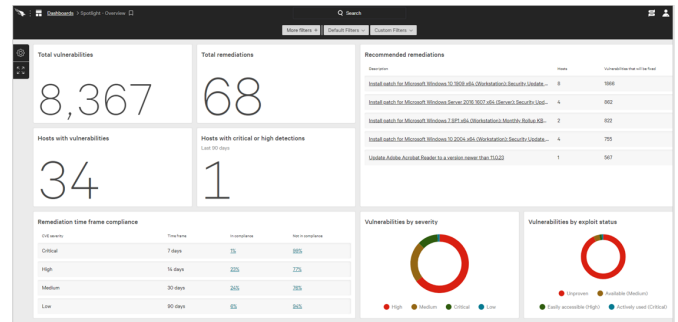 Dashboards > Spotlight - Overview
Search
More filters +
Default Filters
Custom Filters
Total vulnerabilities
8,367
Total remediations
68
Hosts with vulnerabilities
34
Hosts with critical or high detections
Last 90 days
1
Recommended remediations
Description Hosts Vulnerabilities that will be fixed
Install patch for Microsoft Windows 10 1909 x64 (Workstation): Security Update ... 8 1966
Install patch for Microsoft Windows Server 2016 1607 x64 (Server): Security Upd... 4 862
Install patch for Microsoft Windows 7 SP1 x64 (Workstation): Monthly Rollup KB... 2 822
Install patch for Microsoft Windows 10 2004 x64 (Workstation): Security Update ... 4 755
Update Adobe Acrobat Reader to a version newer than 11.0.23 1 567
Remediation time frame compliance
CVE severity Time frame In compliance Not in compliance
Critical 7 days 1% 99%
High 14 days 23% 77%
Medium 30 days 24% 76%
Low 90 days 6% 94%
Vulnerabilities by severity
High Medium Critical Low
Vulnerabilities by exploit status
Unproven Available (Medium)
Easily accessible (High) Actively used (Critical)